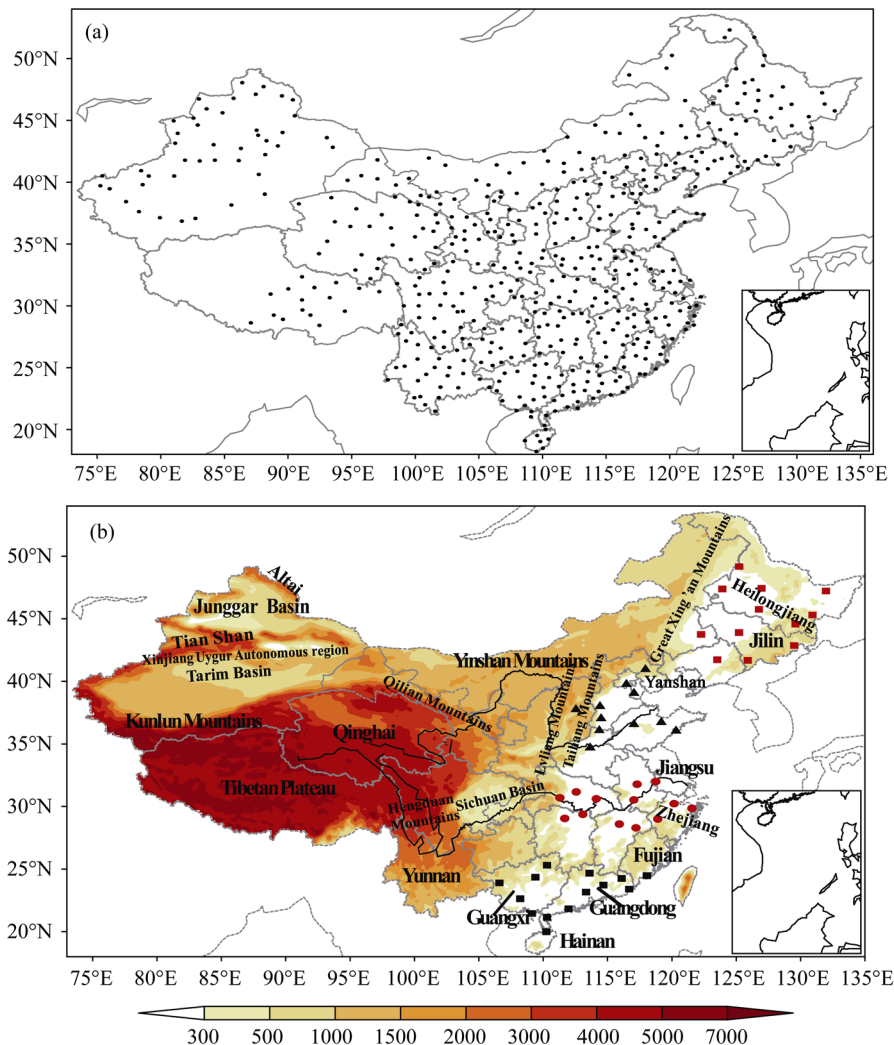 (a)
50°N
45°N
40°N
35°N
30°N
25°N
20°N
75°E 80°E 85°E 90°E 95°E 100°E 105°E 110°E 115°E 120°E 125°E 130°E 135°E
(b)
50°N
45°N
40°N
35°N
30°N
25°N
20°N
Altai
Junggar Basin
Tian Shan
Xinjiang Uygur Autonomous region
Tarim Basin
Kunlun Mountains
Qilian Mountains
Qinghai
Tibetan Plateau
Hengduan
Mountains
Sichuan Basin
Yunnan
Yinshan Mountains
Lvliang Mountains
Taihang Mountains
Great Xing'an Mountains
Heilongjiang
Jilin
Yanshan
Jiangsu
Zhejiang
Fujian
Guangxi
Guangdong
Hainan
75°E 80°E 85°E 90°E 95°E 100°E 105°E 110°E 115°E 120°E 125°E 130°E 135°E
300 500 1000 1500 2000 3000 4000 5000 7000